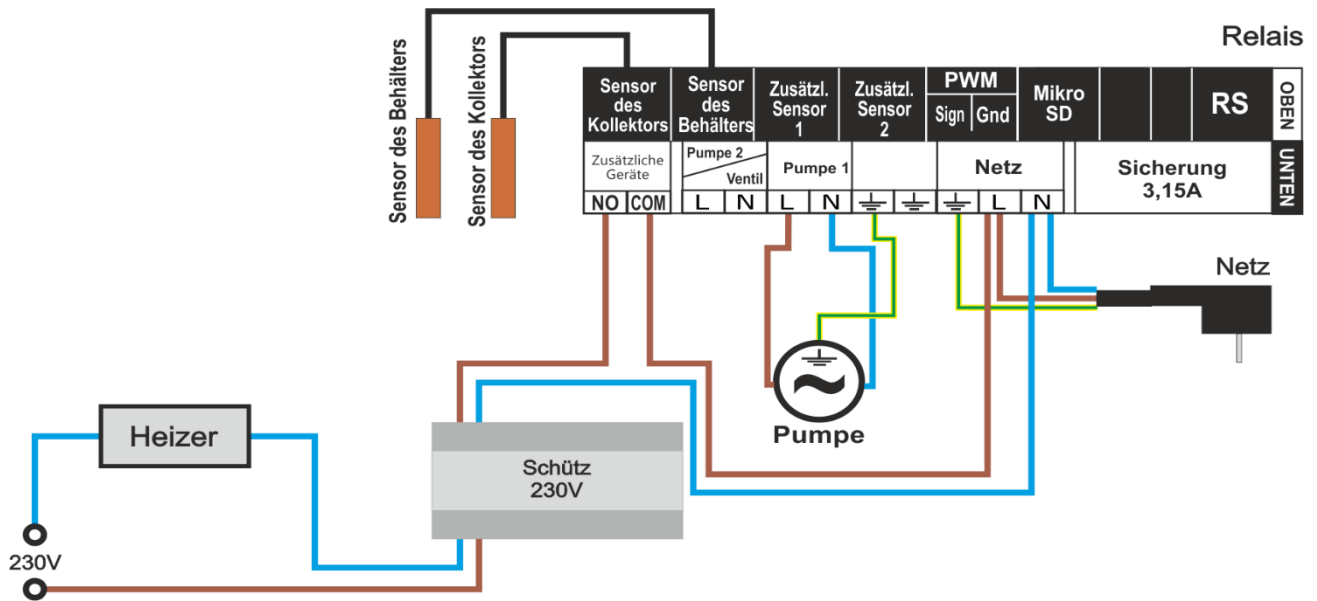 Relais
Sensor des Behälters
Sensor des Kollektors
Sensor
des
Kollektors
Sensor
des
Behälters
Zusätzl.
Sensor
1
Zusätzl.
Sensor
2
PWM
Sign Gnd
Mikro
SD
RS
OBEN
Zusätzliche
Geräte
Pumpe 2
Ventil
Pumpe 1
Netz
Sicherung
3,15A
UNTEN
NO COM L N L N L N
Netz
Pumpe
Heizer
Schütz
230V
230V